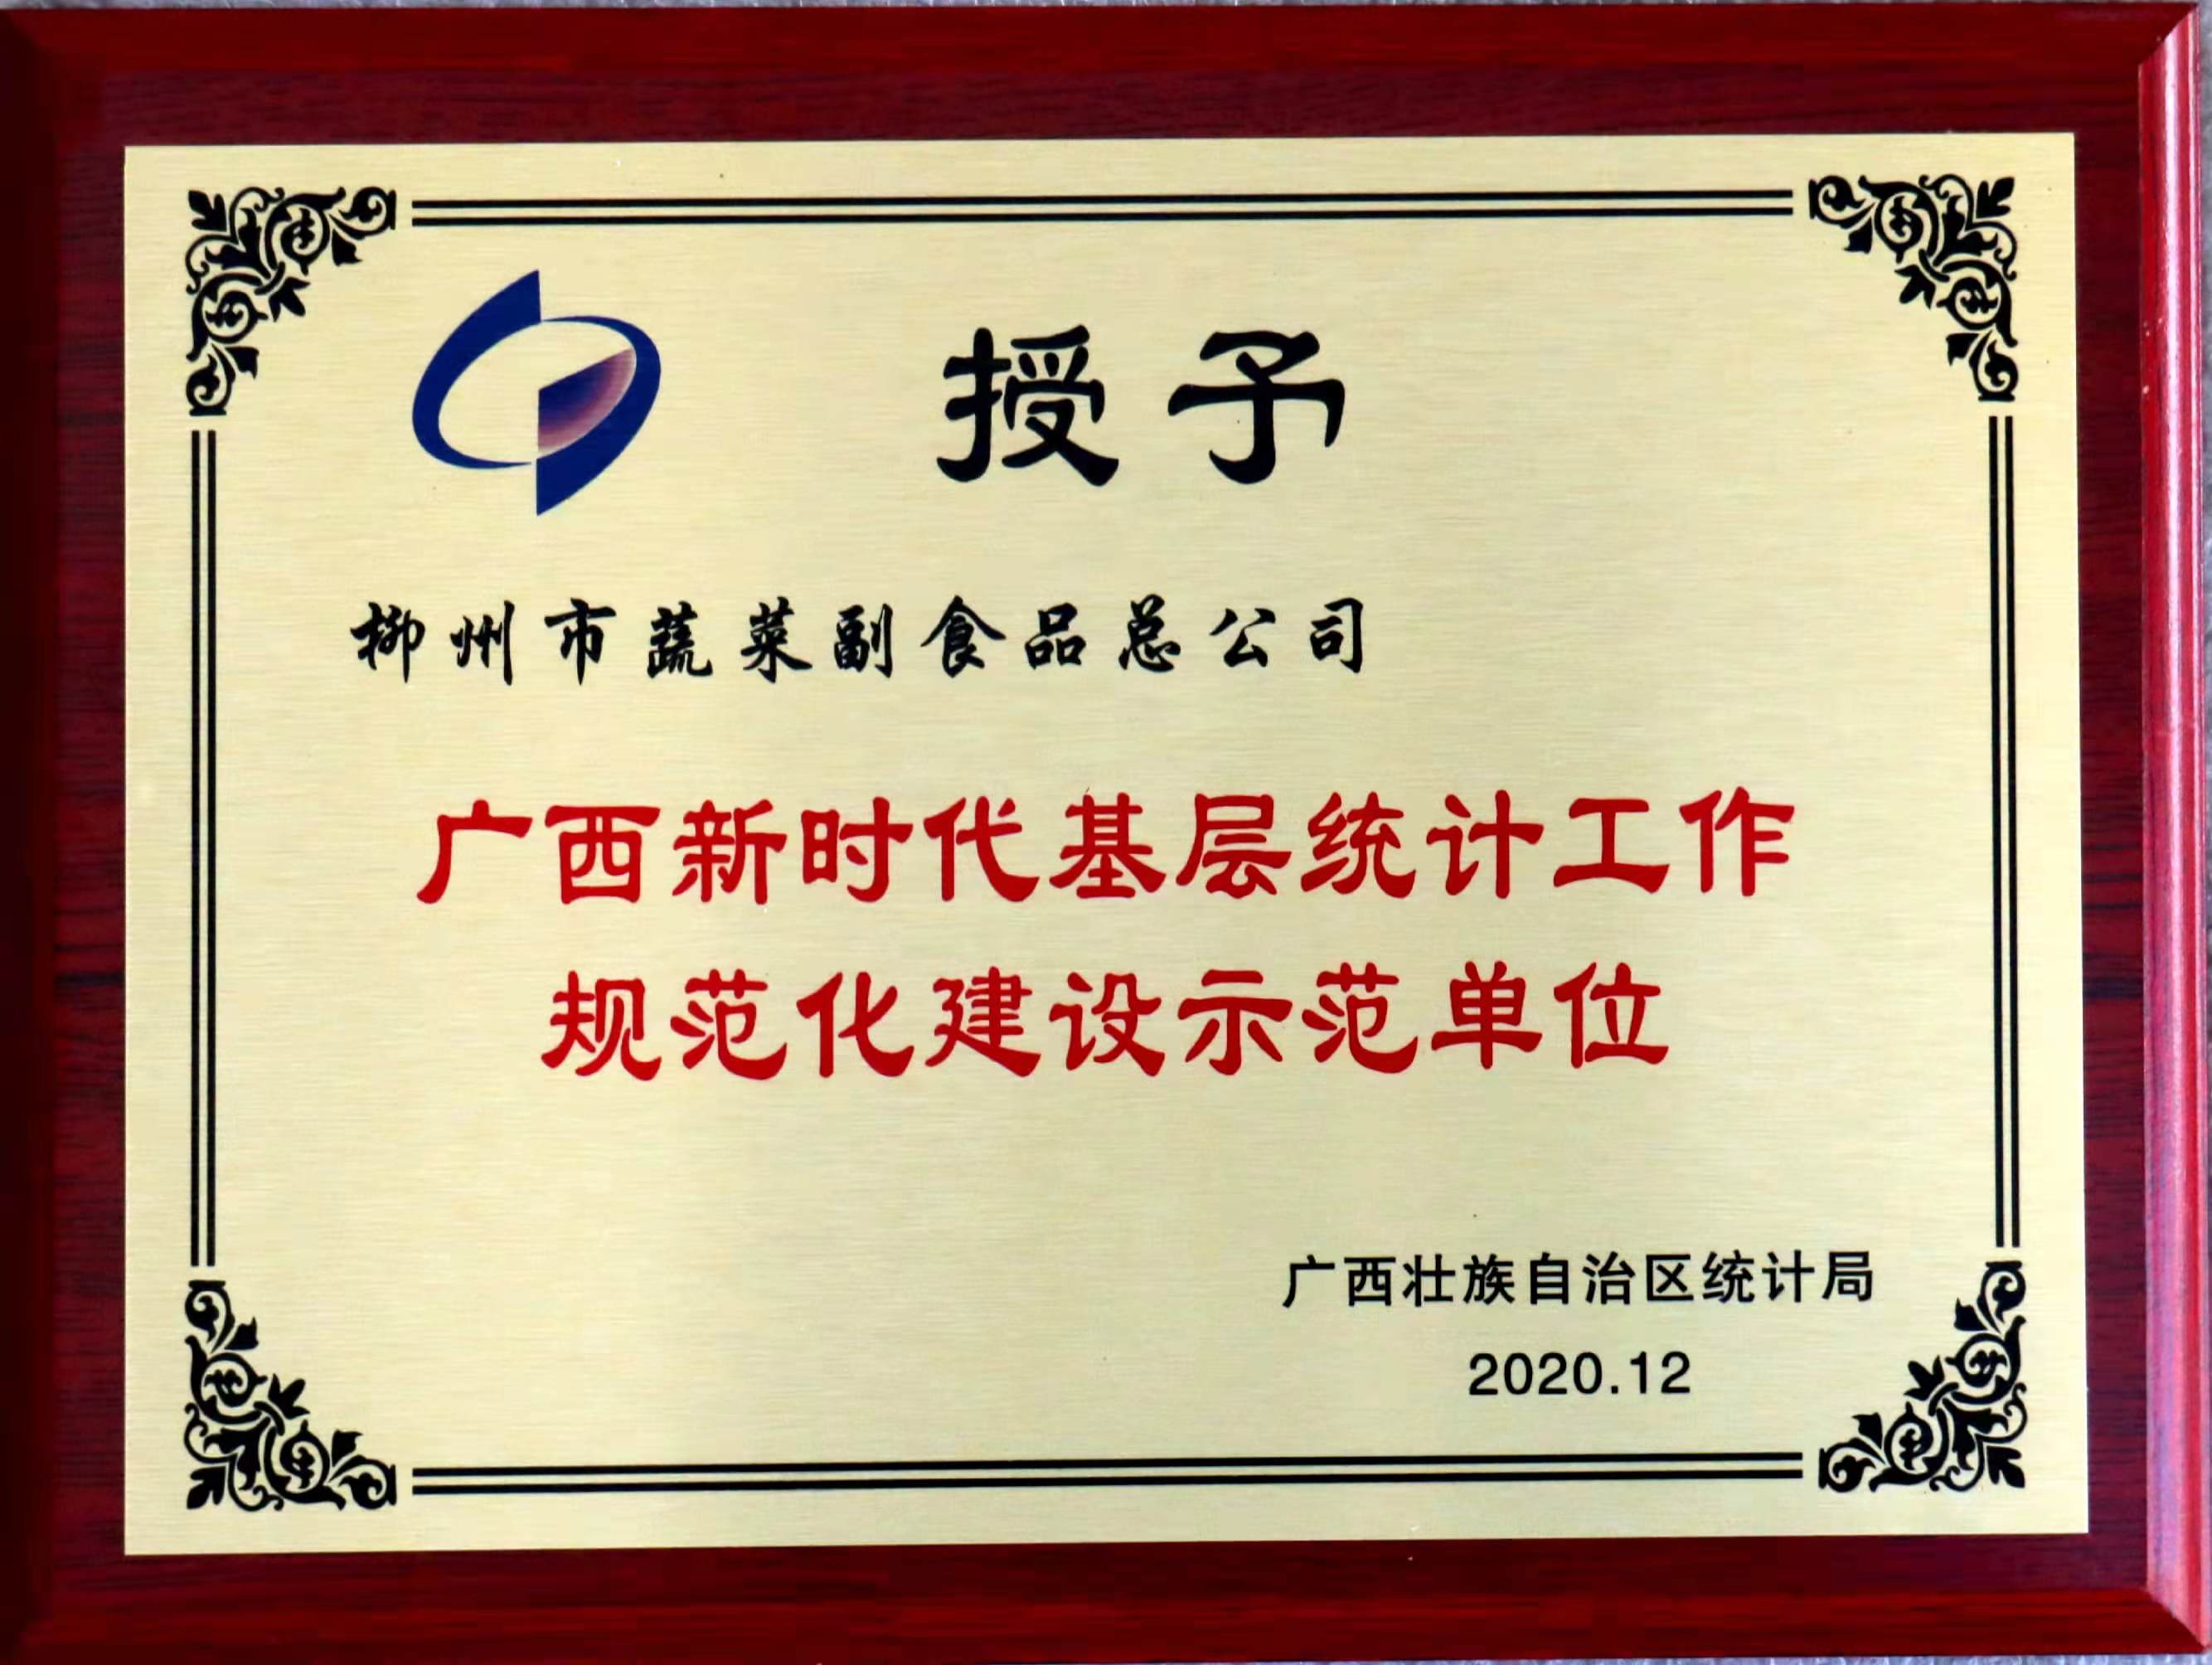 授予
柳州市蔬菜副食品总公司
广西新时代基层统计工作
规范化建设示范单位
广西壮族自治区统计局
2020.12